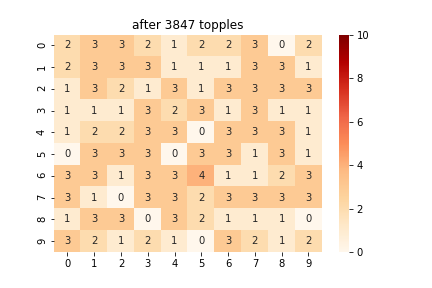 after 3847 topples
0 2 3 3 2 1 2 2 3 0 2
1 2 3 3 3 1 1 1 3 3 1
2 1 3 2 1 3 1 3 3 3 3
3 1 1 1 3 2 3 1 3 1 1
4 1 2 2 3 3 0 3 3 3 1
5 0 3 3 3 0 3 3 1 3 1
6 3 3 1 3 3 4 1 1 2 3
7 3 1 0 3 3 2 3 3 3 3
8 1 3 3 0 3 2 1 1 1 0
9 3 2 1 2 1 0 3 2 1 2
0 1 2 3 4 5 6 7 8 9
10
8
6
4
2
0